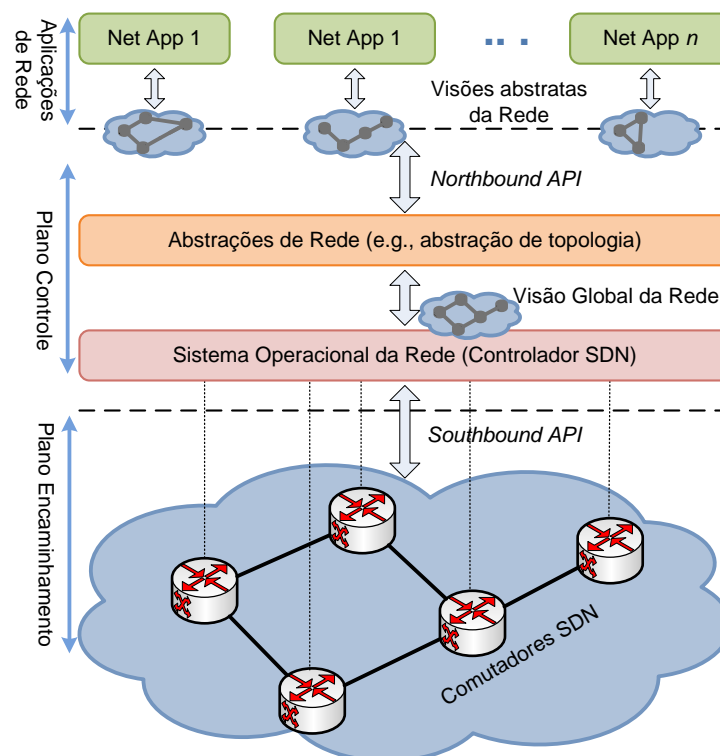 Aplicações
de Rede
Net App 1
Net App 1
Net App n
Visões abstratas
da Rede
Plano Controle
Northbound API
Abstrações de Rede (e.g., abstração de topologia)
Visão Global da Rede
Sistema Operacional da Rede (Controlador SDN)
Plano Encaminhamento
Southbound API
Comutadores SDN